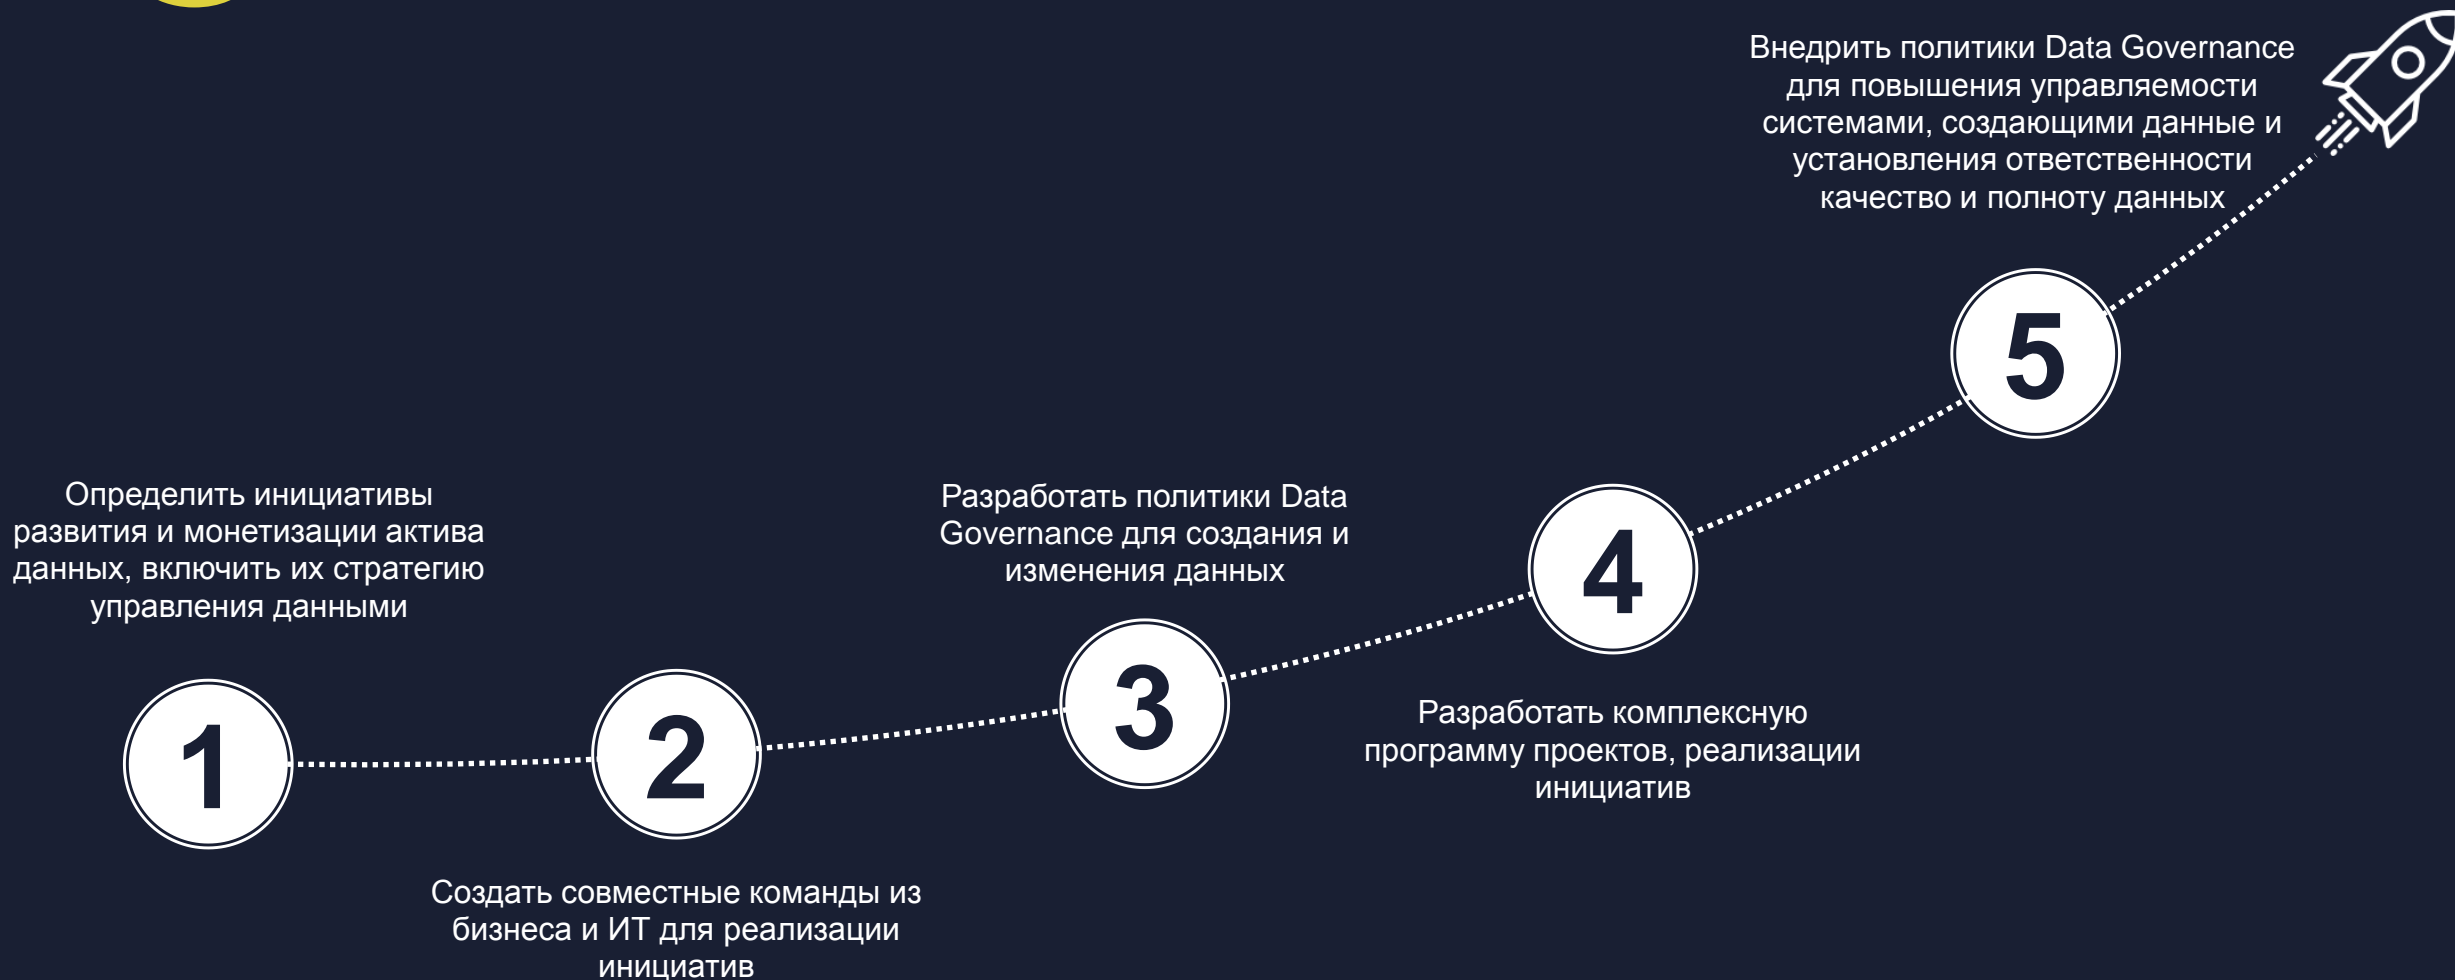 Внедрить политики Data Governance
для повышения управляемости
системами, создающими данные и
установления ответственности
качество и полноту данных
5
Определить инициативы
развития и монетизации актива
данных, включить их стратегию
управления данными
Разработать политики Data
Governance для создания и
изменения данных
4
1
2
3
Разработать комплексную
программу проектов, реализации
инициатив
Создать совместные команды из
бизнеса и ИТ для реализации
инициатив